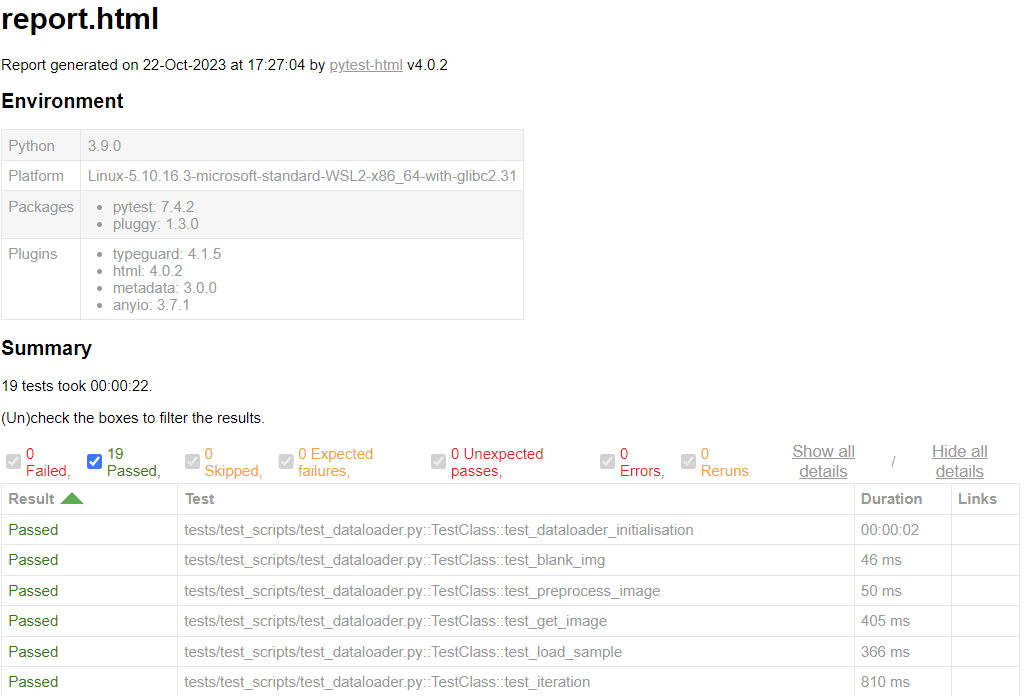 report.html
Report generated on 22-Oct-2023 at 17:27:04 by pytest-html v4.0.2
Environment
Python 3.9.0
Platform Linux-5.10.16.3-microsoft-standard-WSL2-x86_64-with-glibc2.31
Packages • pytest: 7.4.2
• pluggy: 1.3.0
Plugins • typeguard: 4.1.5
• html: 4.0.2
• metadata: 3.0.0
• anyio: 3.7.1
Summary
19 tests took 00:00:22.
(Un)check the boxes to filter the results.
0 Failed, 19 Passed, 0 Skipped, 0 Expected failures, 0 Unexpected passes, 0 Errors, 0 Reruns Show all details / Hide all details
Result Test Duration Links
Passed tests/test_scripts/test_dataloader.py::TestClass::test_dataloader_initialisation 00:00:02
Passed tests/test_scripts/test_dataloader.py::TestClass::test_blank_img 46 ms
Passed tests/test_scripts/test_dataloader.py::TestClass::test_preprocess_image 50 ms
Passed tests/test_scripts/test_dataloader.py::TestClass::test_get_image 405 ms
Passed tests/test_scripts/test_dataloader.py::TestClass::test_load_sample 366 ms
Passed tests/test_scripts/test_dataloader.py::TestClass::test_iteration 810 ms